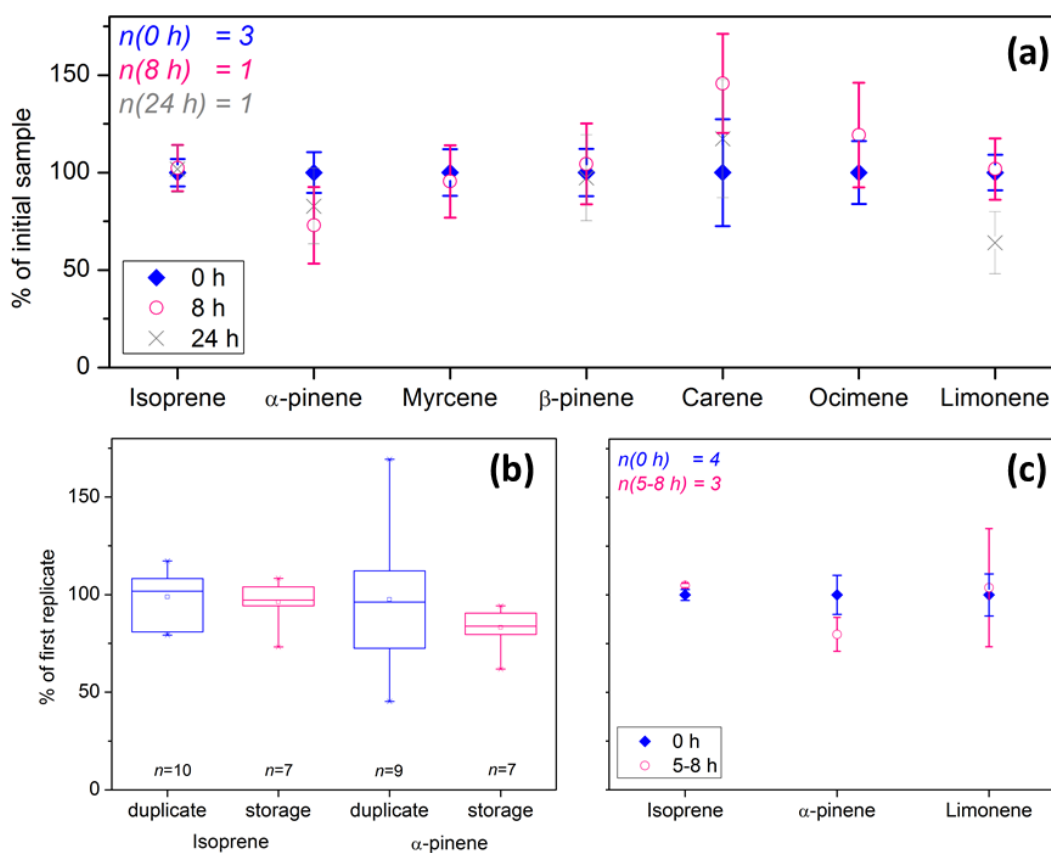 n(0 h) = 3
n(8 h) = 1
n(24 h) = 1
(a)
% of initial sample
150
100
50
0
0 h
8 h
24 h
Isoprene α-pinene Myrcene β-pinene Carene Ocimene Limonene
(b)
% of first replicate
150
100
50
0
n=10 n=7 n=9 n=7
duplicate storage duplicate storage
Isoprene α-pinene
n(0 h) = 4
n(5-8 h) = 3
(c)
0 h
5-8 h
Isoprene α-pinene Limonene